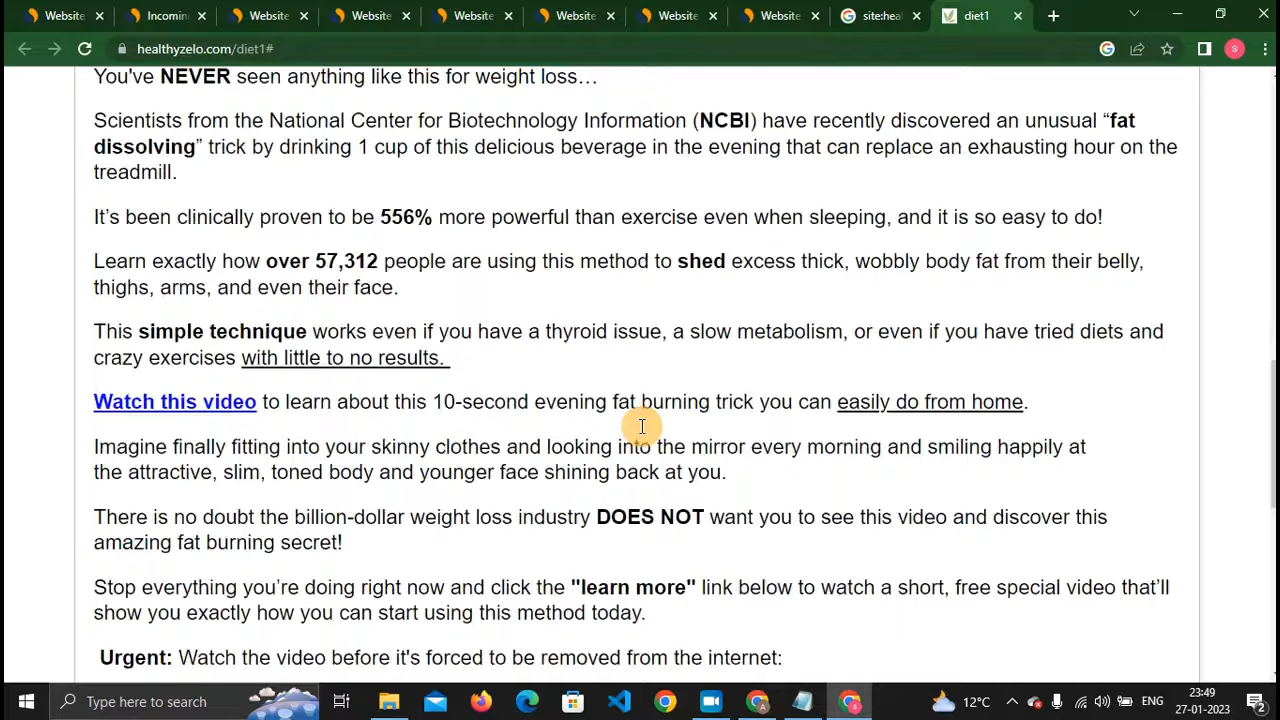 Website
Incomin
Website
Website
Website
Website
Website
Website
site:hea
diet1
healthyzelo.com/diet1#
S
You've NEVER seen anything like this for weight loss…
Scientists from the National Center for Biotechnology Information (NCBI) have recently discovered an unusual “fat
dissolving” trick by drinking 1 cup of this delicious beverage in the evening that can replace an exhausting hour on the
treadmill.
It’s been clinically proven to be 556% more powerful than exercise even when sleeping, and it is so easy to do!
Learn exactly how over 57,312 people are using this method to shed excess thick, wobbly body fat from their belly,
thighs, arms, and even their face.
This simple technique works even if you have a thyroid issue, a slow metabolism, or even if you have tried diets and
crazy exercises with little to no results.
Watch this video to learn about this 10-second evening fat burning trick you can easily do from home.
Imagine finally fitting into your skinny clothes and looking into the mirror every morning and smiling happily at
the attractive, slim, toned body and younger face shining back at you.
There is no doubt the billion-dollar weight loss industry DOES NOT want you to see this video and discover this
amazing fat burning secret!
Stop everything you’re doing right now and click the "learn more" link below to watch a short, free special video that’ll
show you exactly how you can start using this method today.
Urgent: Watch the video before it's forced to be removed from the internet:
Type here to search
12°C
ENG
23:49
27-01-2023
2